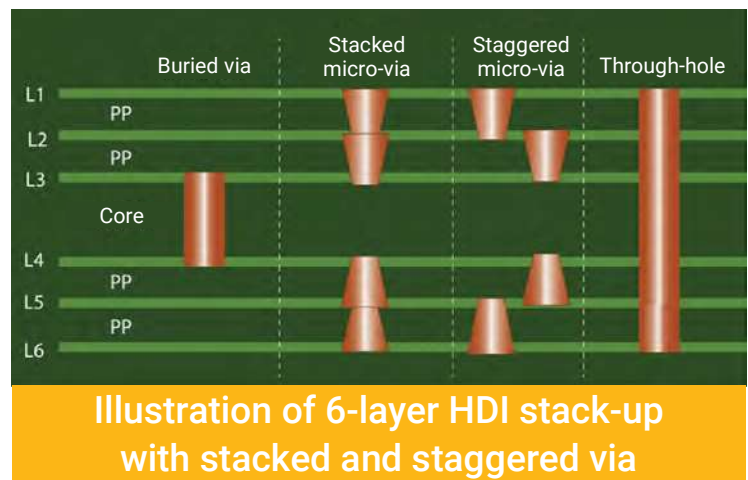 Buried via
Stacked
micro-via
Staggered
micro-via
Through-hole
L1
PP
L2
PP
L3
Core
L4
PP
L5
PP
L6
Illustration of 6-layer HDI stack-up
with stacked and staggered via